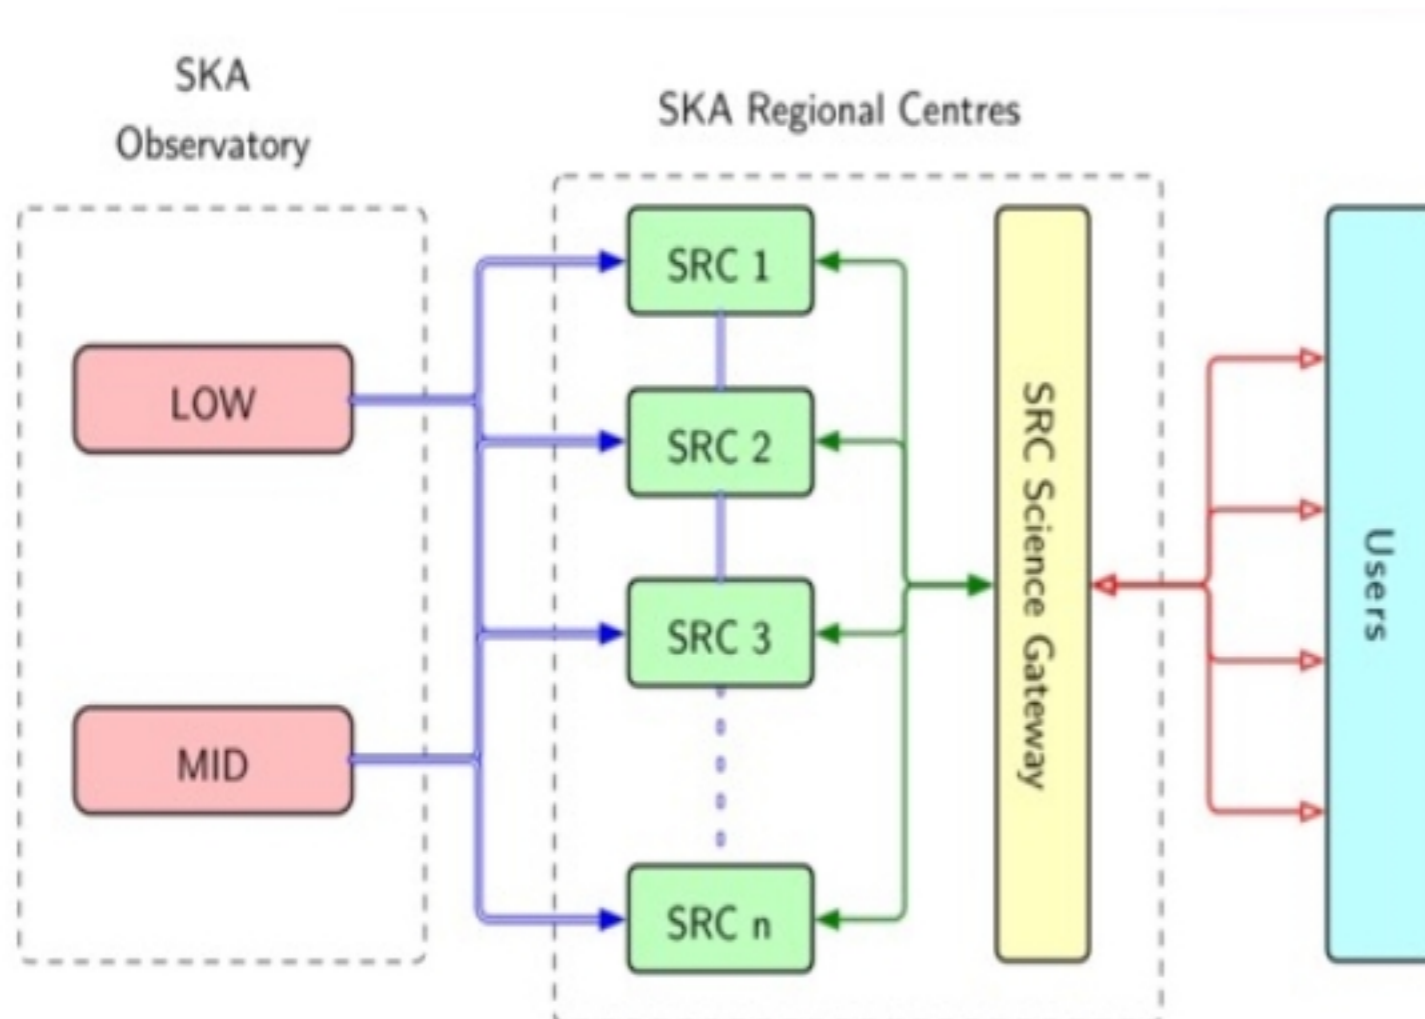 SKA
Observatory
SKA Regional Centres
LOW
MID
SRC 1
SRC 2
SRC 3
SRC n
SRC Science Gateway
Users